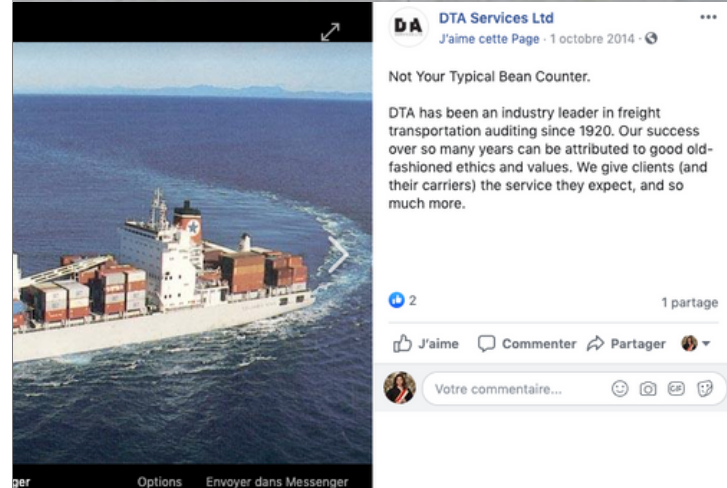 DTA Services Ltd
J'aime cette Page · 1 octobre 2014 ·
Not Your Typical Bean Counter.
DTA has been an industry leader in freight
transportation auditing since 1920. Our success
over so many years can be attributed to good old-
fashioned ethics and values. We give clients (and
their carriers) the service they expect, and so
much more.
2
1 partage
J'aime
Commenter
Partager
Votre commentaire...
GIF
ger
Options
Envoyer dans Messenger